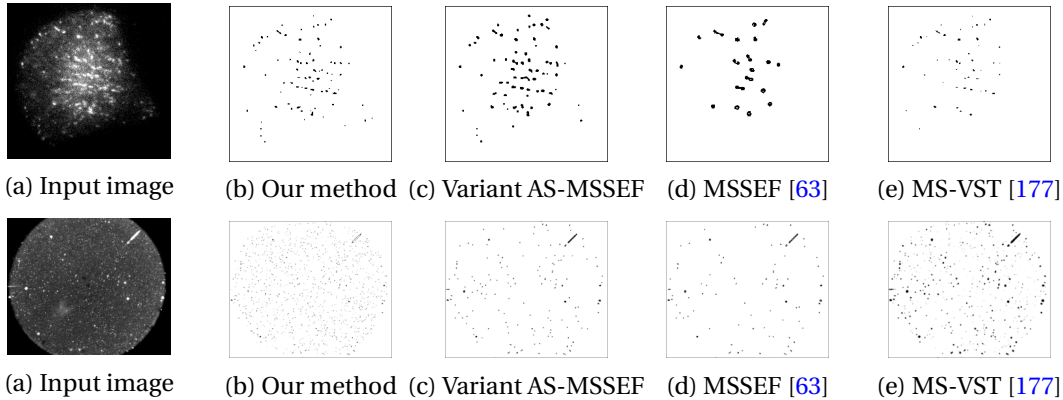 (a) Input image
(b) Our method
(c) Variant AS-MSSEF
(d) MSSEF [63]
(e) MS-VST [177]
(a) Input image
(b) Our method
(c) Variant AS-MSSEF
(d) MSSEF [63]
(e) MS-VST [177]